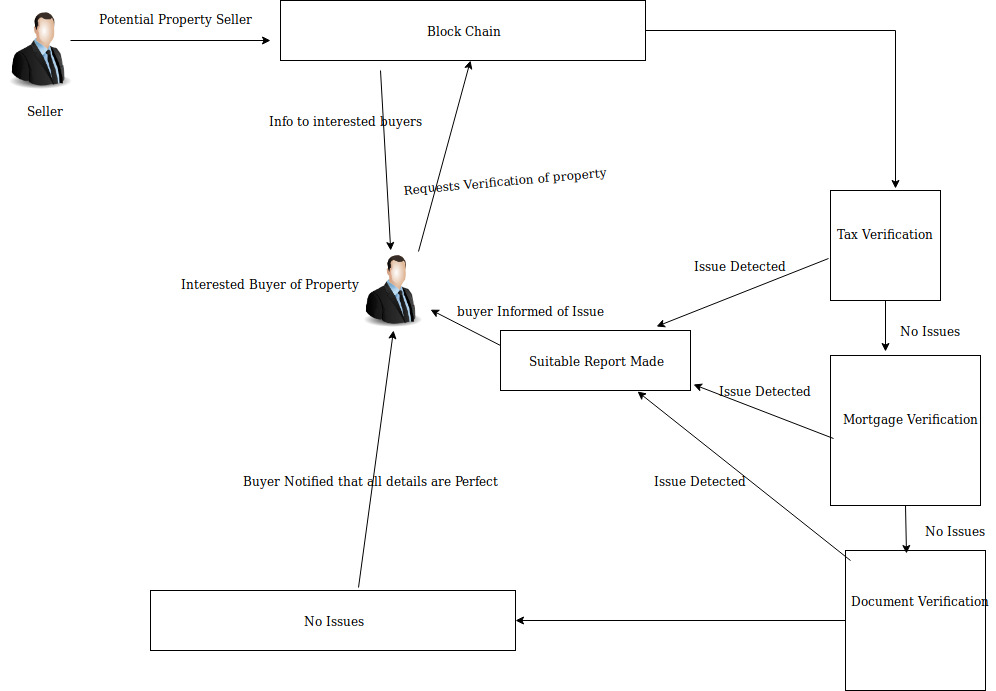 Potential Property Seller
Block Chain
Seller
Info to interested buyers
Requests Verification of property
Tax Verification
Issue Detected
Interested Buyer of Property
buyer Informed of Issue
No Issues
Suitable Report Made
Issue Detected
Mortgage Verification
Buyer Notified that all details are Perfect
Issue Detected
No Issues
Document Verification
No Issues